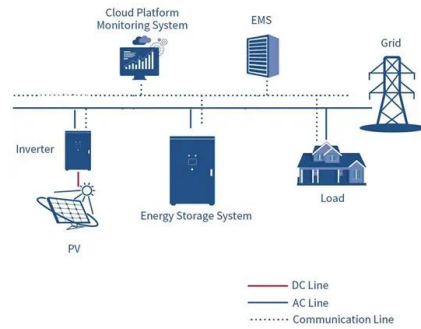 Cloud Platform
Monitoring System
EMS
Grid
Inverter
Energy Storage System
Load
PV
DC Line
AC Line
Communication Line